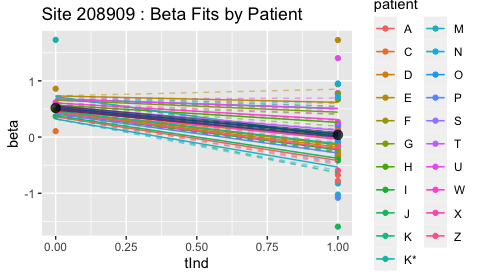 Site 208909 : Beta Fits by Patient
beta
1
0
-1
0.00 0.25 0.50 0.75 1.00
tInd
patient
A M
C N
D O
E P
F S
G T
H U
I W
J X
K Z
K*